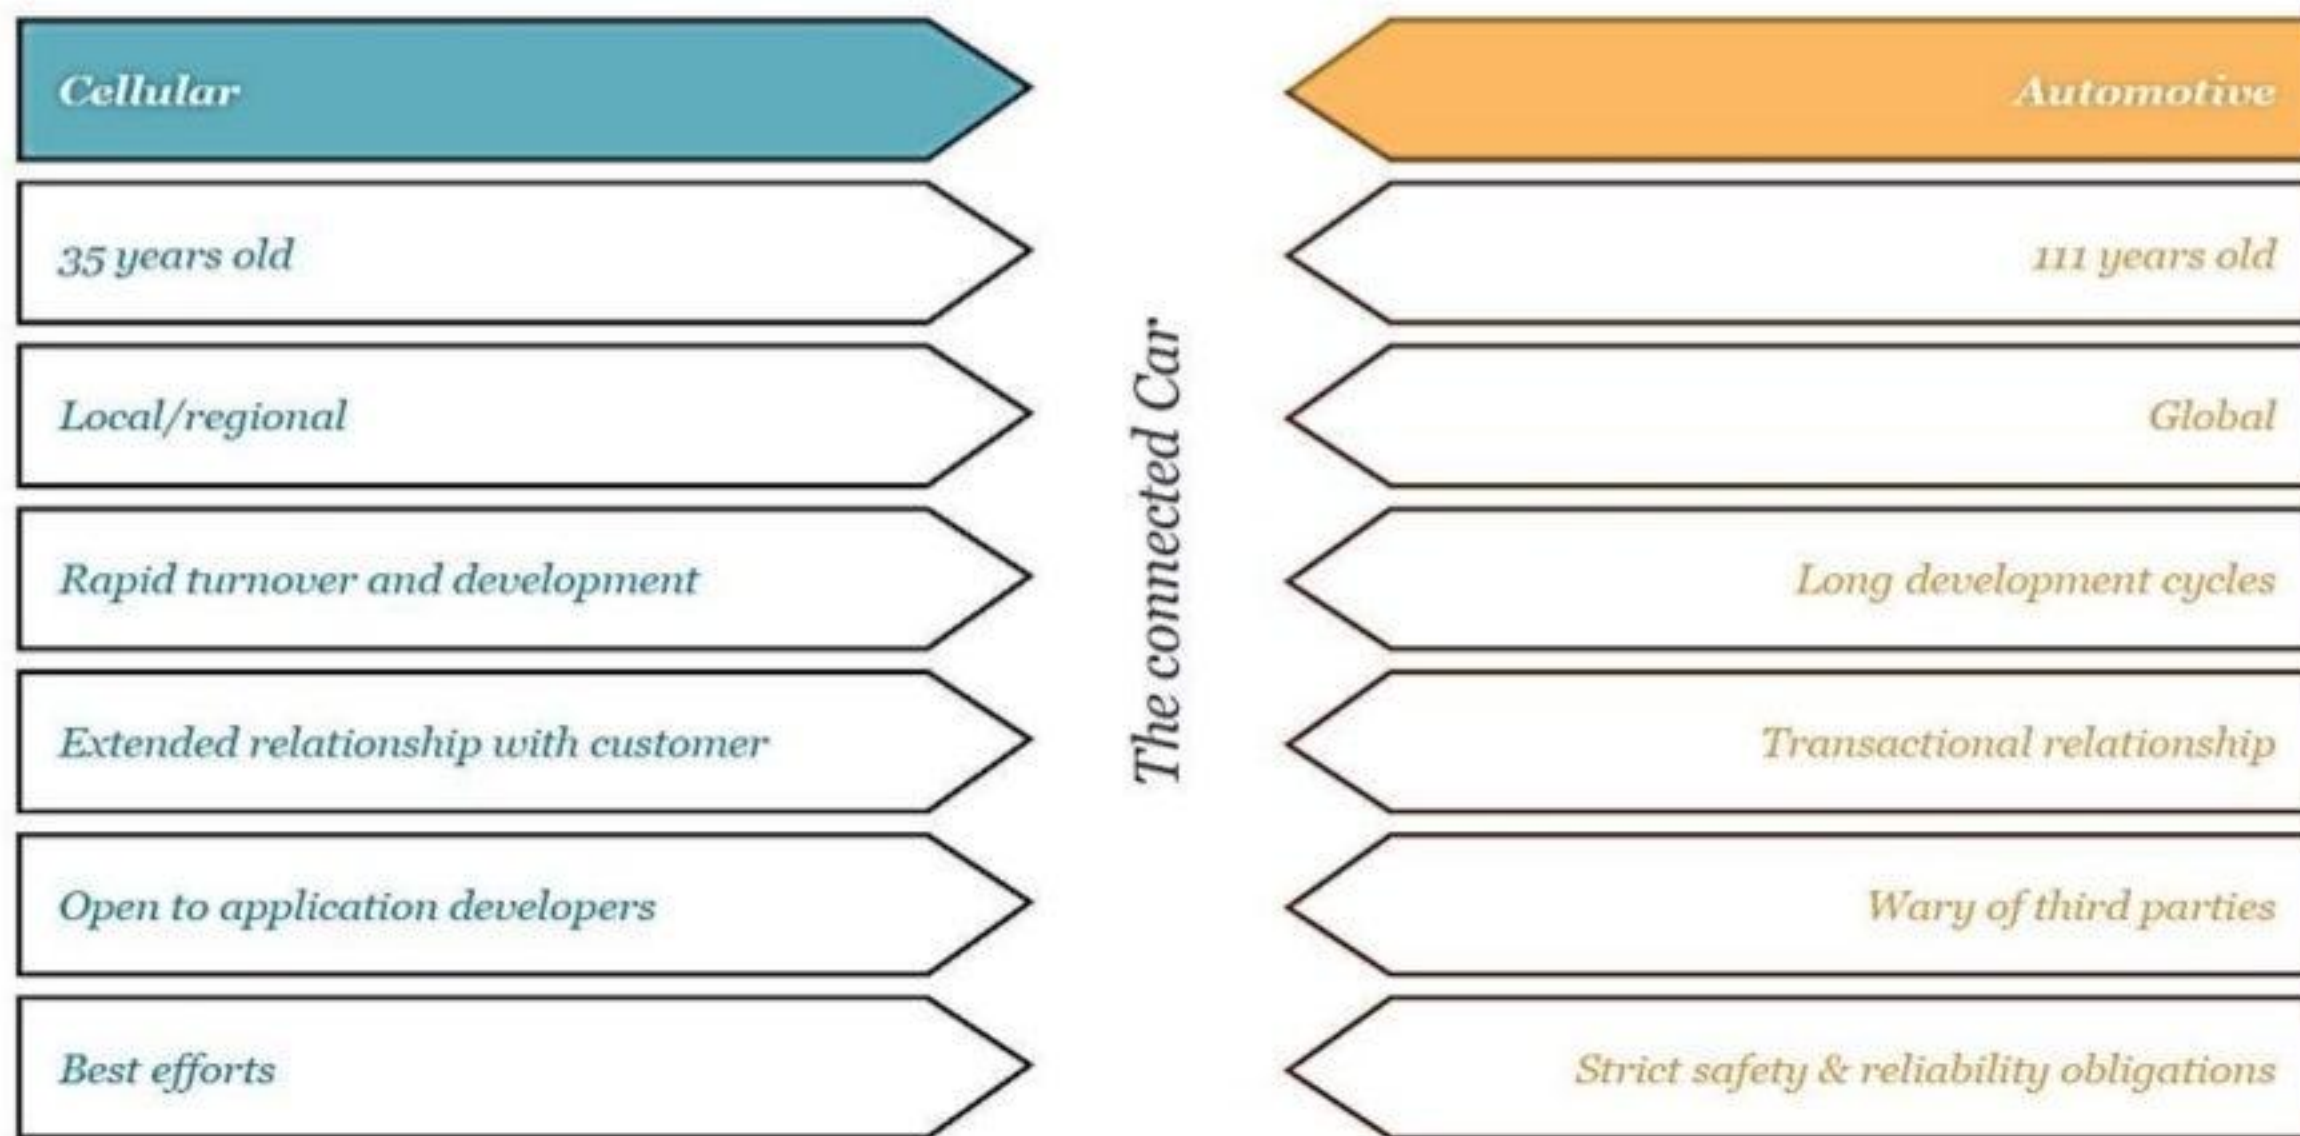 Cellular
Automotive
35 years old
111 years old
Local/regional
Global
Rapid turnover and development
Long development cycles
The connected Car
Extended relationship with customer
Transactional relationship
Open to application developers
Wary of third parties
Best efforts
Strict safety & reliability obligations